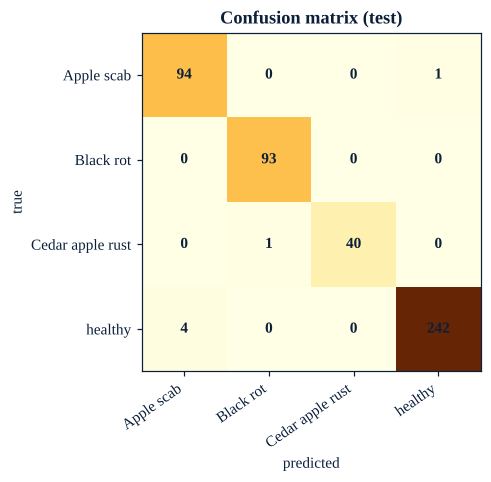 Confusion matrix (test)
Apple scab 94 0 0 1
Black rot 0 93 0 0
true
Cedar apple rust 0 1 40 0
healthy 4 0 0 242
Apple scab Black rot Cedar apple rust healthy
predicted